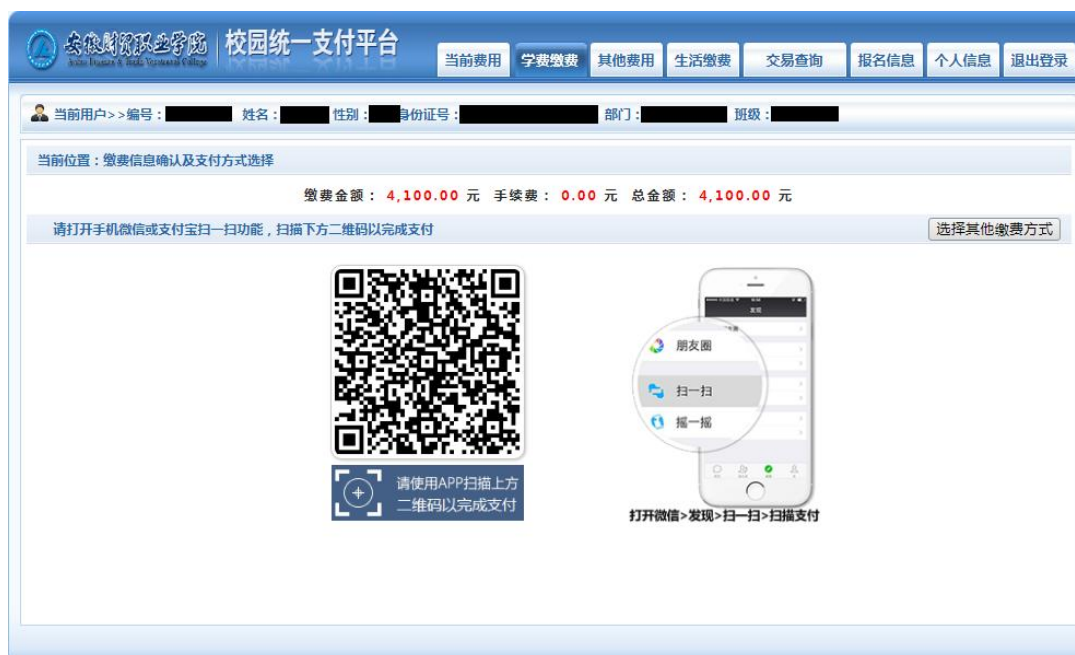 安徽财贸职业学院 校园统一支付平台
当前费用 学费缴费 其他费用 生活缴费 交易查询 报名信息 个人信息 退出登录
当前用户>>编号： 姓名： 性别： 身份证号： 部门： 班级：
当前位置：缴费信息确认及支付方式选择
缴费金额： 4,100.00 元 手续费： 0.00 元 总金额： 4,100.00 元
请打开手机微信或支付宝扫一扫功能，扫描下方二维码以完成支付
选择其他缴费方式
发现
朋友圈
扫一扫
摇一摇
请使用APP扫描上方
二维码以完成支付
打开微信>发现>扫一扫>扫描支付